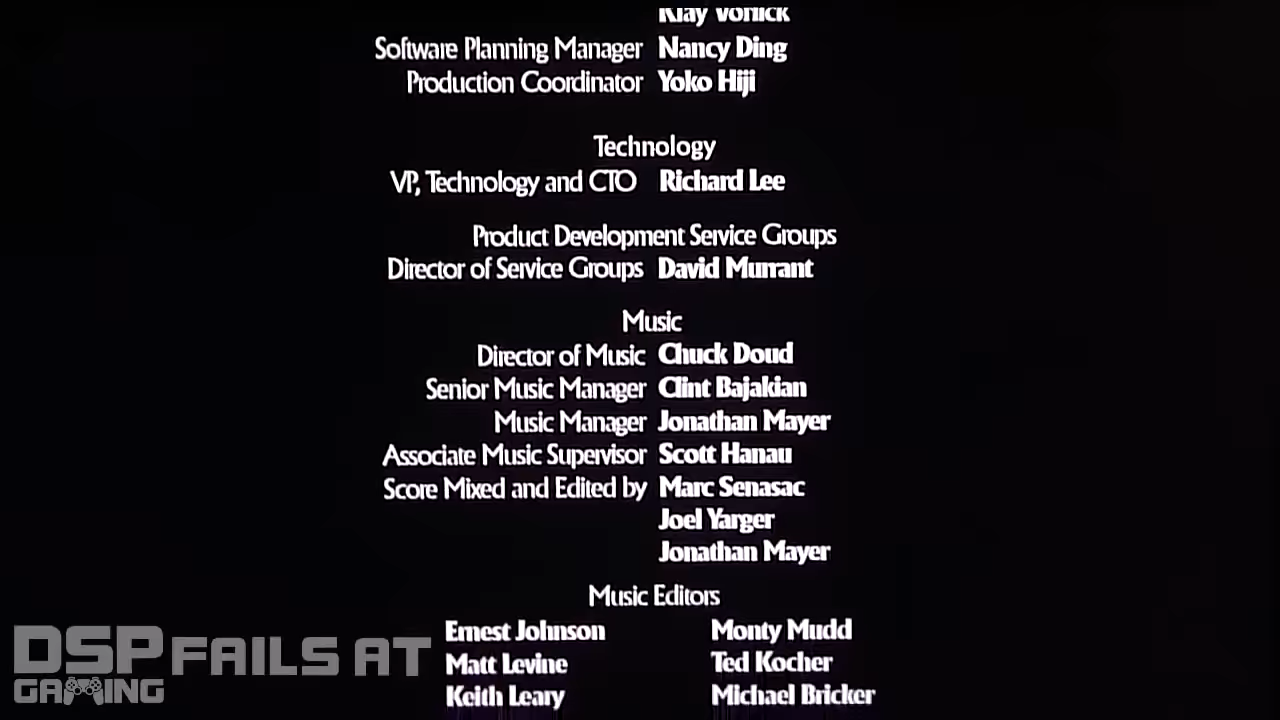 Klay Vorlick
Software Planning Manager Nancy Ding
Production Coordinator Yoko Hiji
Technology
VP, Technology and CTO Richard Lee
Product Development Service Groups
Director of Service Groups David Murrant
Music
Director of Music Chuck Doud
Senior Music Manager Clint Bajakian
Music Manager Jonathan Mayer
Associate Music Supervisor Scott Hanau
Score Mixed and Edited by Marc Senasac
Joel Yarger
Jonathan Mayer
Music Editors
Ernest Johnson Monty Mudd
Matt Levine Ted Kocher
Keith Leary Michael Bricker
DSP FAILS AT
GAMING